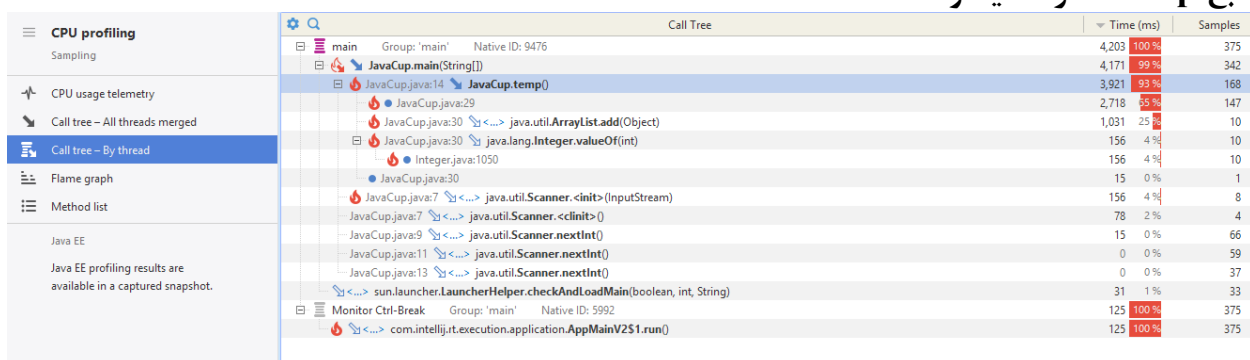 CPU profiling
Sampling
CPU usage telemetry
Call tree – All threads merged
Call tree – By thread
Flame graph
Method list
Java EE
Java EE profiling results are
available in a captured snapshot.
Call Tree Time (ms) Samples
main Group: 'main' Native ID: 9476 4,203 100 % 375
JavaCup.main(String[]) 4,171 99 % 342
JavaCup.java:14 JavaCup.temp() 3,921 93 % 168
JavaCup.java:29 2,718 65 % 147
JavaCup.java:30 <...> java.util.ArrayList.add(Object) 1,031 25 % 10
JavaCup.java:30 java.lang.Integer.valueOf(int) 156 4 % 10
Integer.java:1050 156 4 % 10
JavaCup.java:30 15 0 % 1
JavaCup.java:7 <...> java.util.Scanner.<init>(InputStream) 156 4 % 8
JavaCup.java:7 <...> java.util.Scanner.<clinit>() 78 2 % 4
JavaCup.java:9 <...> java.util.Scanner.nextInt() 15 0 % 66
JavaCup.java:11 <...> java.util.Scanner.nextInt() 0 0 % 59
JavaCup.java:13 <...> java.util.Scanner.nextInt() 0 0 % 37
<...> sun.launcher.LauncherHelper.checkAndLoadMain(boolean, int, String) 31 1 % 33
Monitor Ctrl-Break Group: 'main' Native ID: 5992 125 100 % 375
<...> com.intellij.rt.execution.application.AppMainV2$1.run() 125 100 % 375